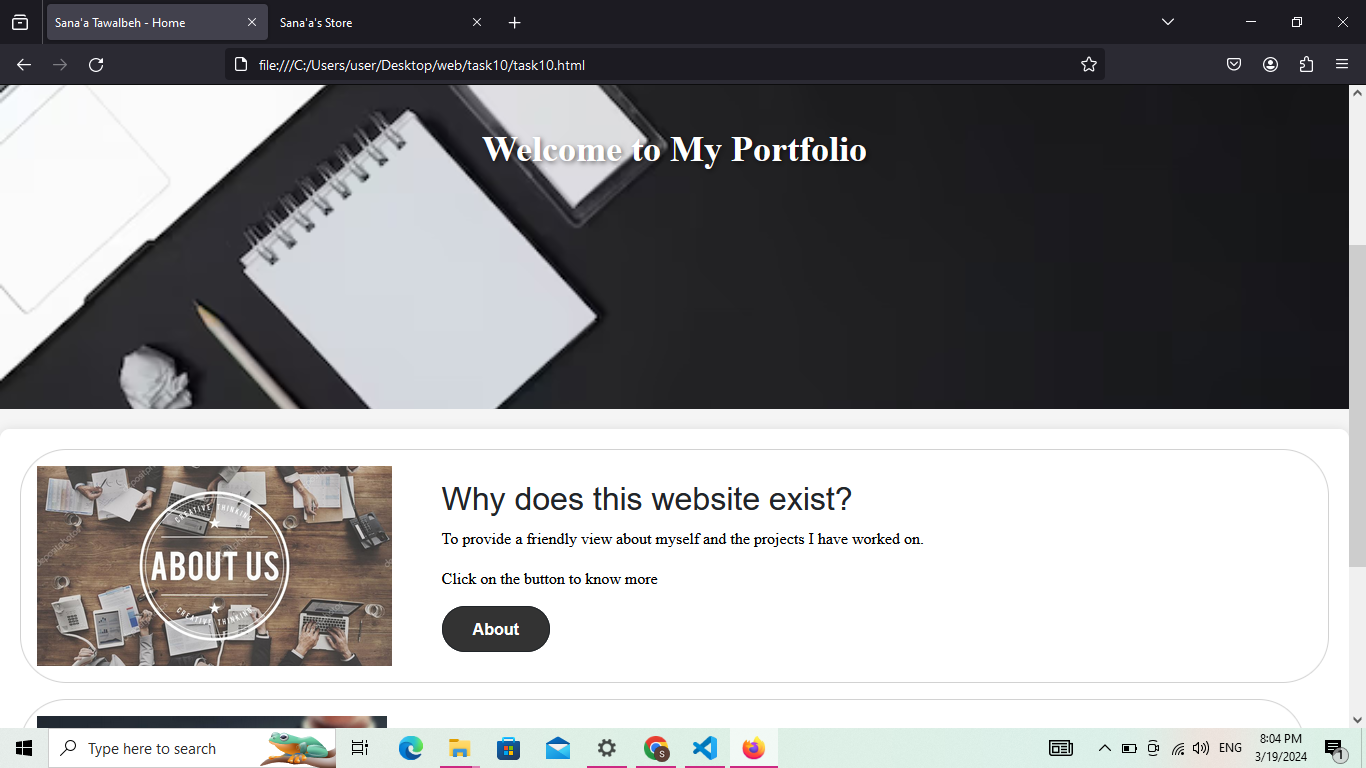 Sana'a Tawalbeh - Home
Sana'a's Store
file:///C:/Users/user/Desktop/web/task10/task10.html
Welcome to My Portfolio
CREATIVE THINKING
ABOUT US
CREATIVE THINKING
Why does this website exist?
To provide a friendly view about myself and the projects I have worked on.
Click on the button to know more
About
Type here to search
S
ENG
8:04 PM
3/19/2024
1